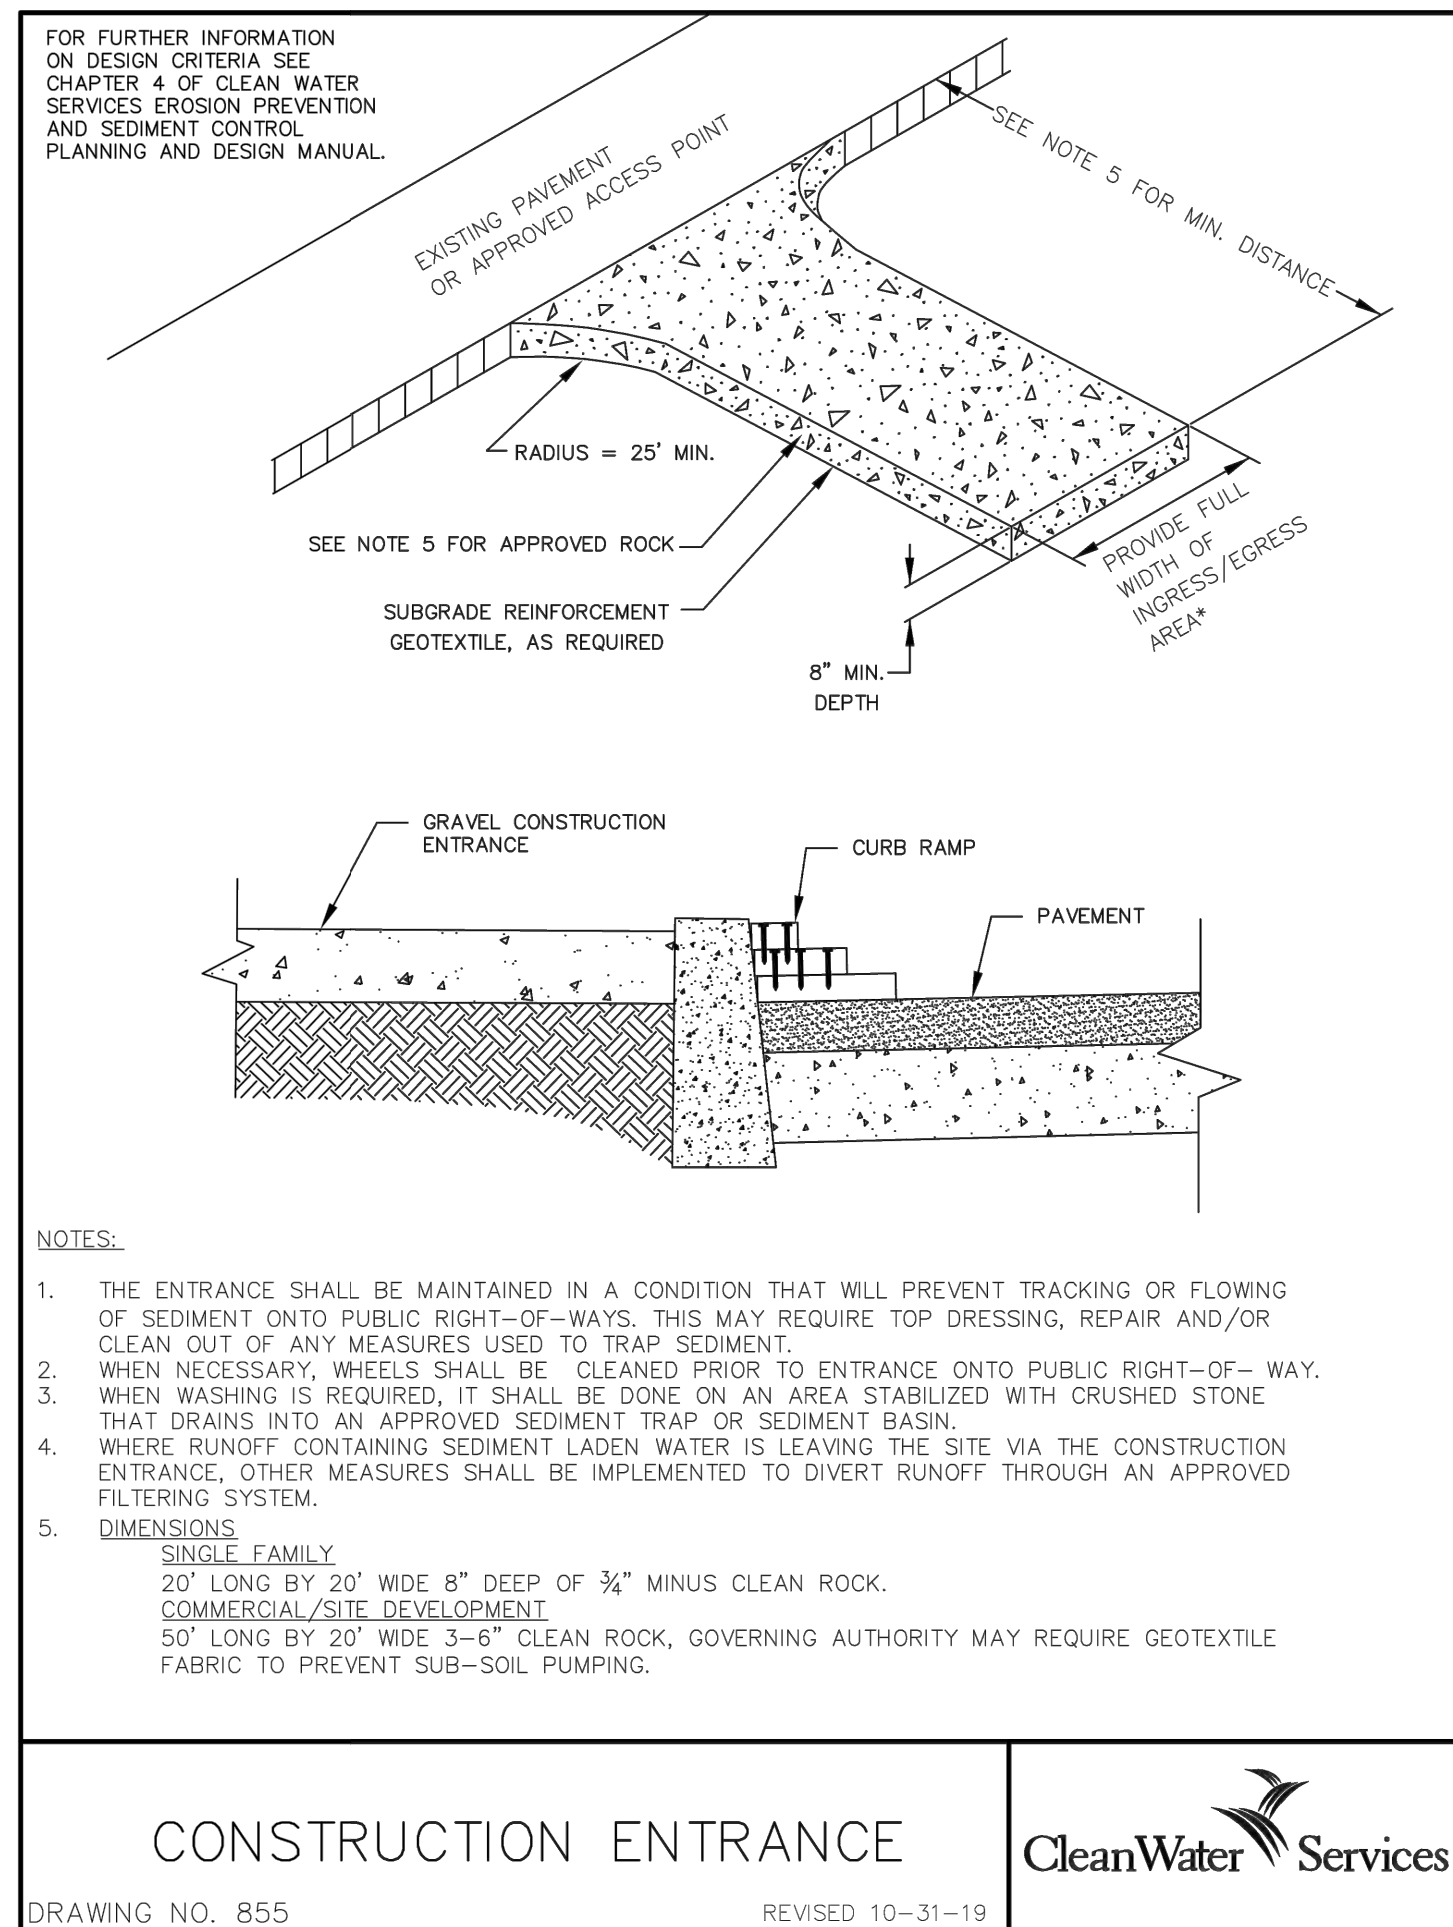 FOR FURTHER INFORMATION
ON DESIGN CRITERIA SEE
CHAPTER 4 OF CLEAN WATER
SERVICES EROSION PREVENTION
AND SEDIMENT CONTROL
PLANNING AND DESIGN MANUAL.
EXISTING PAVEMENT
OR APPROVED ACCESS POINT
SEE NOTE 5 FOR MIN. DISTANCE
RADIUS = 25' MIN.
SEE NOTE 5 FOR APPROVED ROCK
SUBGRADE REINFORCEMENT
GEOTEXTILE, AS REQUIRED
PROVIDE FULL
WIDTH OF
INGRESS/EGRESS
AREA*
8" MIN.
DEPTH
GRAVEL CONSTRUCTION
ENTRANCE
CURB RAMP
PAVEMENT
NOTES:
1. THE ENTRANCE SHALL BE MAINTAINED IN A CONDITION THAT WILL PREVENT TRACKING OR FLOWING
OF SEDIMENT ONTO PUBLIC RIGHT-OF-WAYS. THIS MAY REQUIRE TOP DRESSING, REPAIR AND/OR
CLEAN OUT OF ANY MEASURES USED TO TRAP SEDIMENT.
2. WHEN NECESSARY, WHEELS SHALL BE CLEANED PRIOR TO ENTRANCE ONTO PUBLIC RIGHT-OF- WAY.
3. WHEN WASHING IS REQUIRED, IT SHALL BE DONE ON AN AREA STABILIZED WITH CRUSHED STONE
THAT DRAINS INTO AN APPROVED SEDIMENT TRAP OR SEDIMENT BASIN.
4. WHERE RUNOFF CONTAINING SEDIMENT LADEN WATER IS LEAVING THE SITE VIA THE CONSTRUCTION
ENTRANCE, OTHER MEASURES SHALL BE IMPLEMENTED TO DIVERT RUNOFF THROUGH AN APPROVED
FILTERING SYSTEM.
5. DIMENSIONS
SINGLE FAMILY
20' LONG BY 20' WIDE 8" DEEP OF ¾" MINUS CLEAN ROCK.
COMMERCIAL/SITE DEVELOPMENT
50' LONG BY 20' WIDE 3-6" CLEAN ROCK, GOVERNING AUTHORITY MAY REQUIRE GEOTEXTILE
FABRIC TO PREVENT SUB-SOIL PUMPING.
CONSTRUCTION ENTRANCE
DRAWING NO. 855
REVISED 10-31-19
CleanWater Services